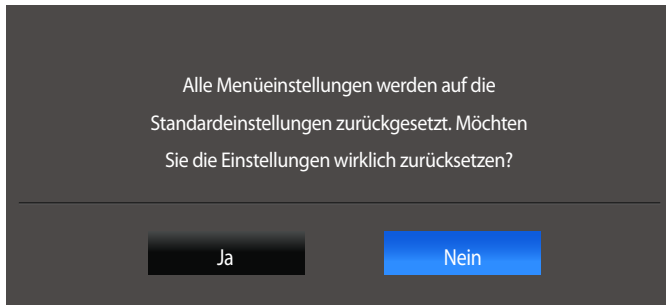 Alle Menüeinstellungen werden auf die
Standardeinstellungen zurückgesetzt. Möchten
Sie die Einstellungen wirklich zurücksetzen?
Ja
Nein